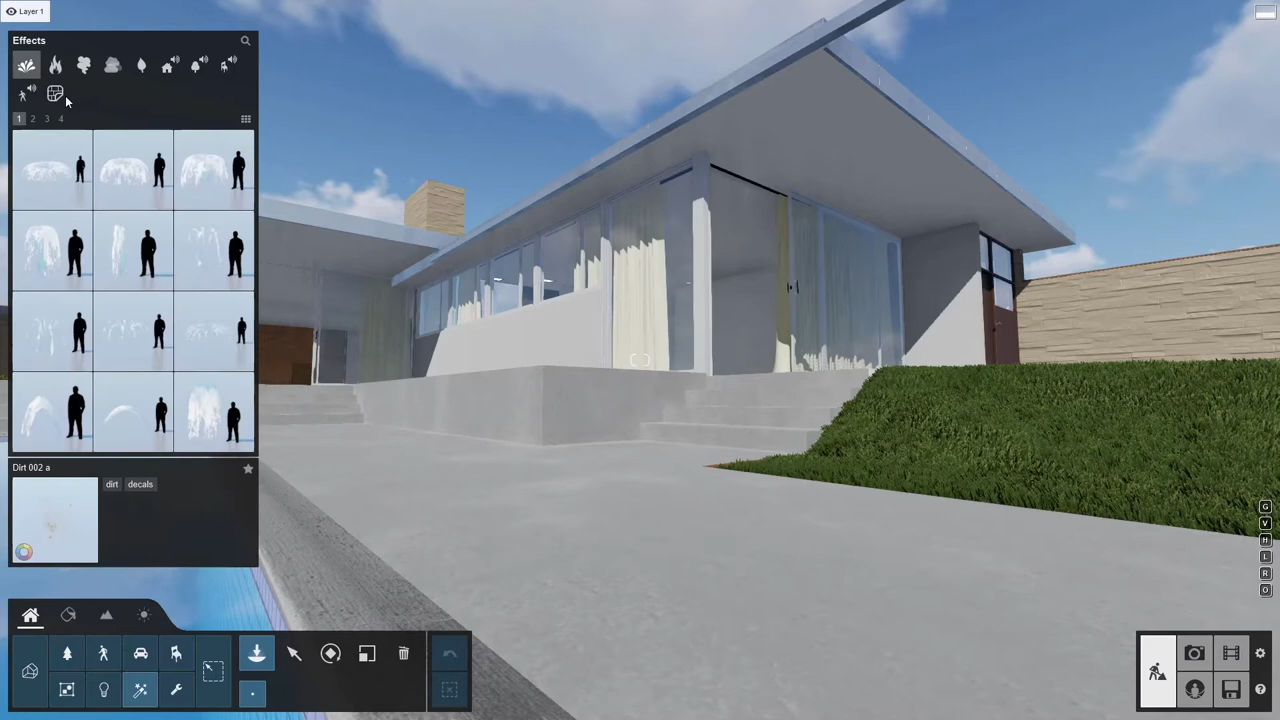 Layer 1
Effects
1 2 3 4
Dirt 002 a
dirt decals
G
V
H
L
R
O